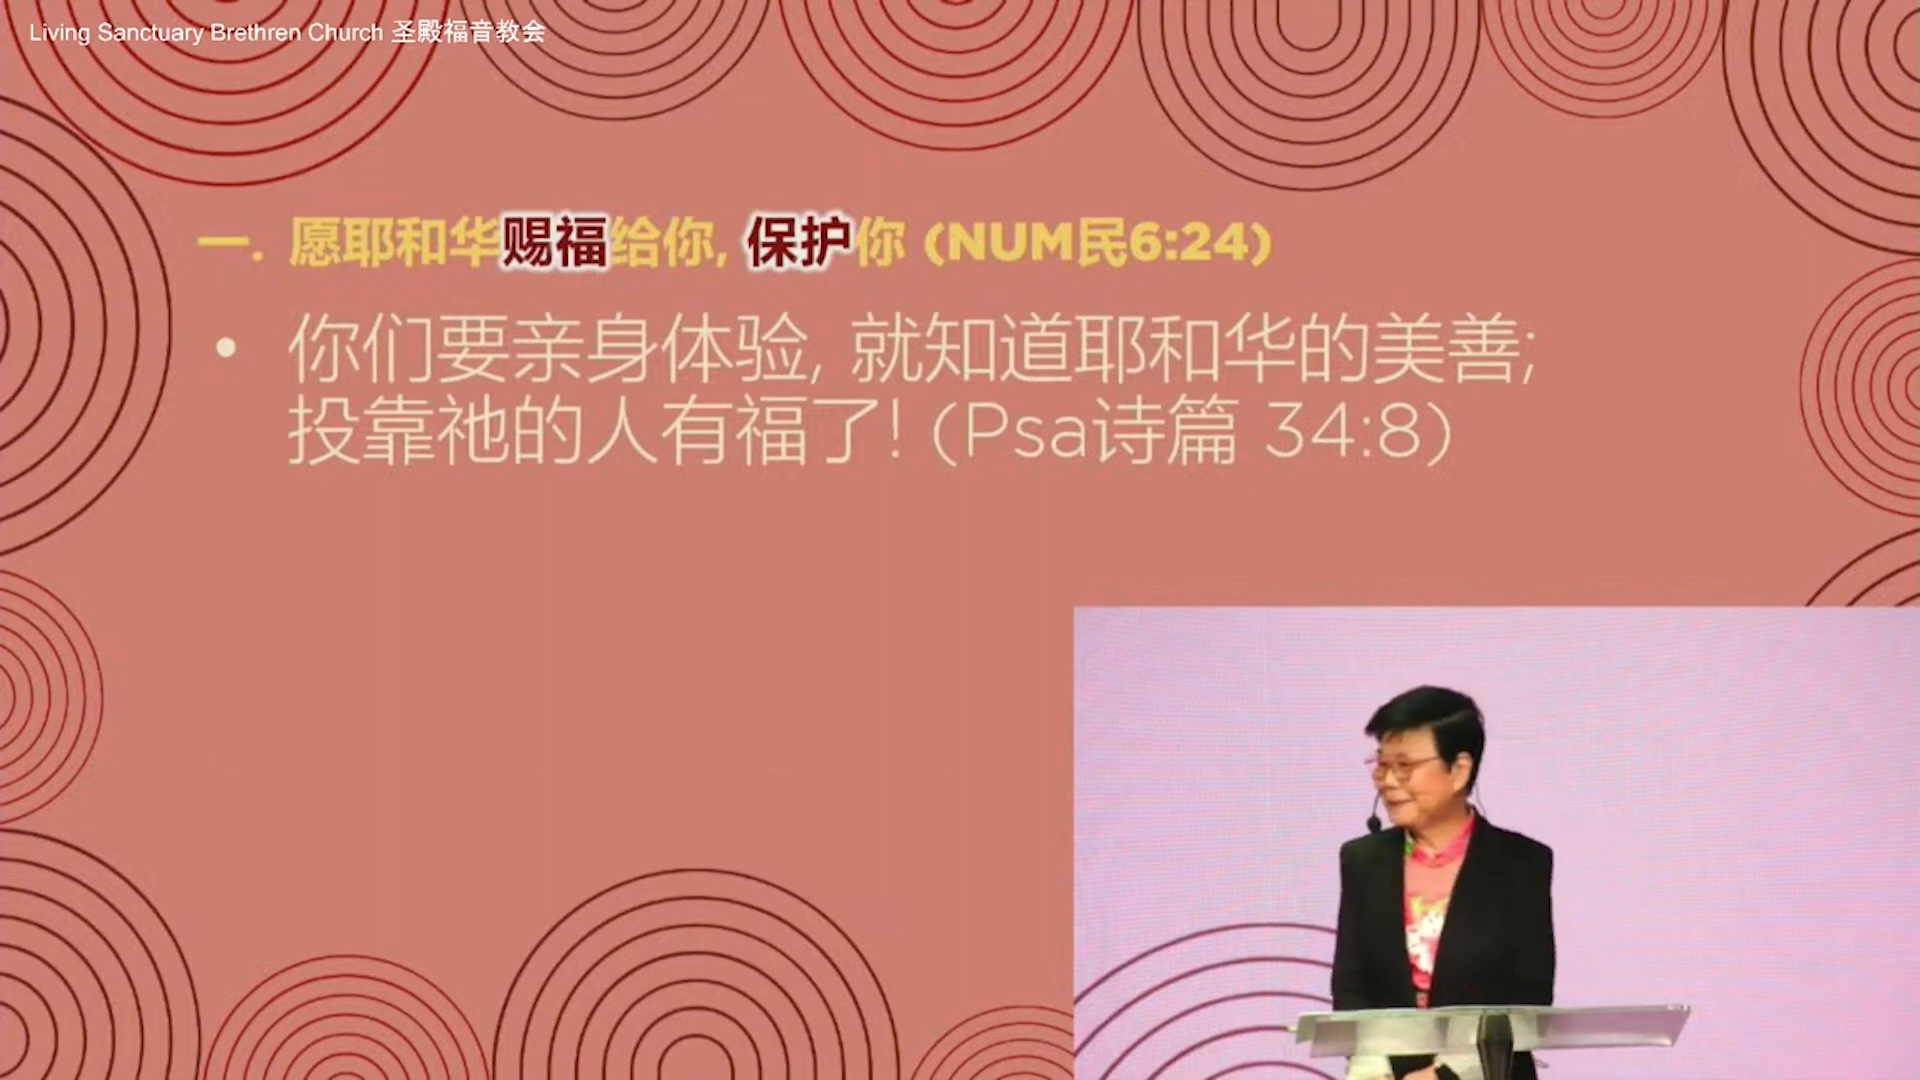 Living Sanctuary Brethren Church 圣殿福音教会
一. 愿耶和华赐福给你, 保护你 (NUM民6:24)
• 你们要亲身体验, 就知道耶和华的美善;
投靠祂的人有福了! (Psa诗篇 34:8)